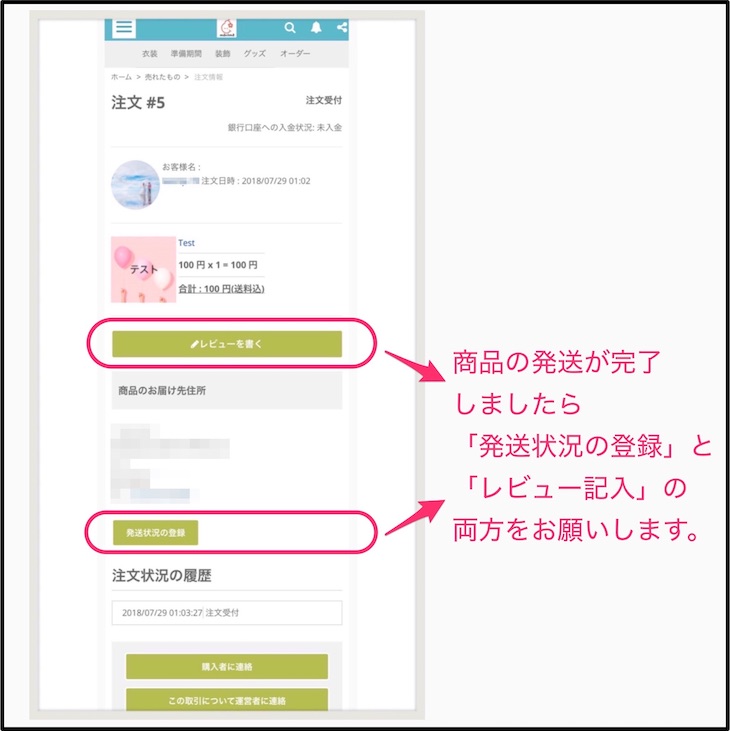 衣装 準備期間 装飾 グッズ オーダー
ホーム > 売れたもの > 注文情報
注文 #5 注文受付
銀行口座への入金状況: 未入金
お客様名 :
注文日時 : 2018/07/29 01:02
テスト
Test
100 円 x 1 = 100 円
合計 : 100 円(送料込)
レビューを書く
商品のお届け先住所
発送状況の登録
注文状況の履歴
2018/07/29 01:03:27 注文受付
購入者に連絡
この取引について運営者に連絡
商品の発送が完了
しましたら
「発送状況の登録」と
「レビュー記入」の
両方をお願いします。